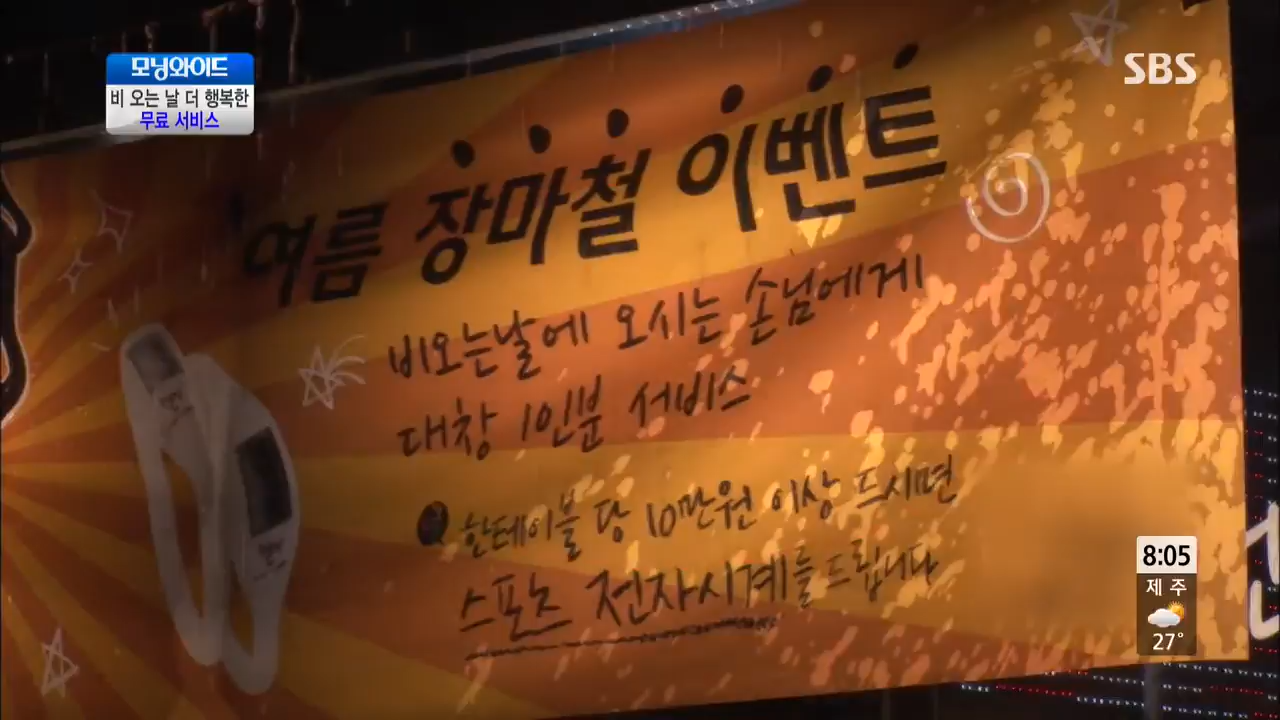 모닝와이드
비 오는 날 더 행복한
무료 서비스
SBS
여름 장마철 이벤트
비오는날에 오시는 손님에게
대창 1인분 서비스
한테이블 당 10만원 이상 드시면
스포츠 전자시계를 드립니다
8:05
제주
27°